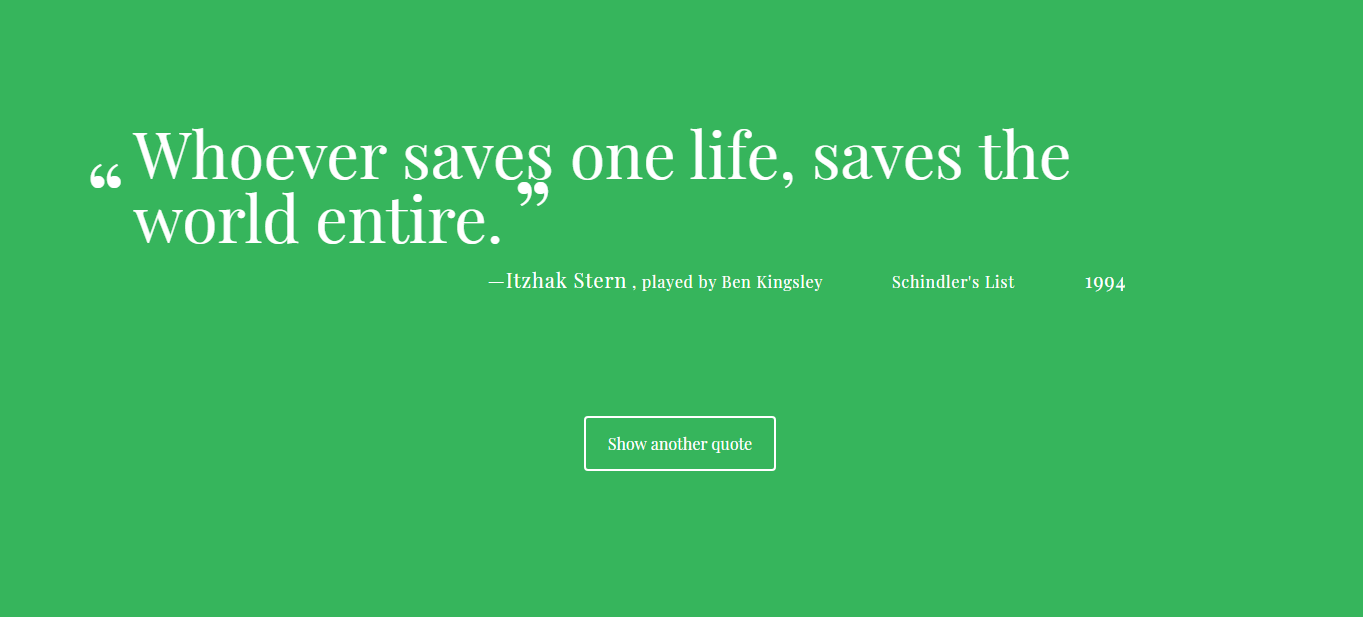 “ Whoever saves one life, saves the
world entire. ”
—Itzhak Stern , played by Ben Kingsley Schindler's List 1994
Show another quote